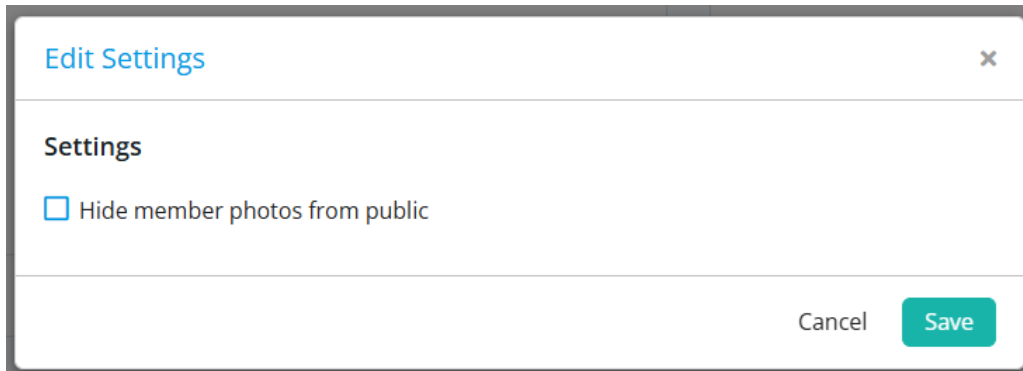 Edit Settings
Settings
Hide member photos from public
Cancel Save